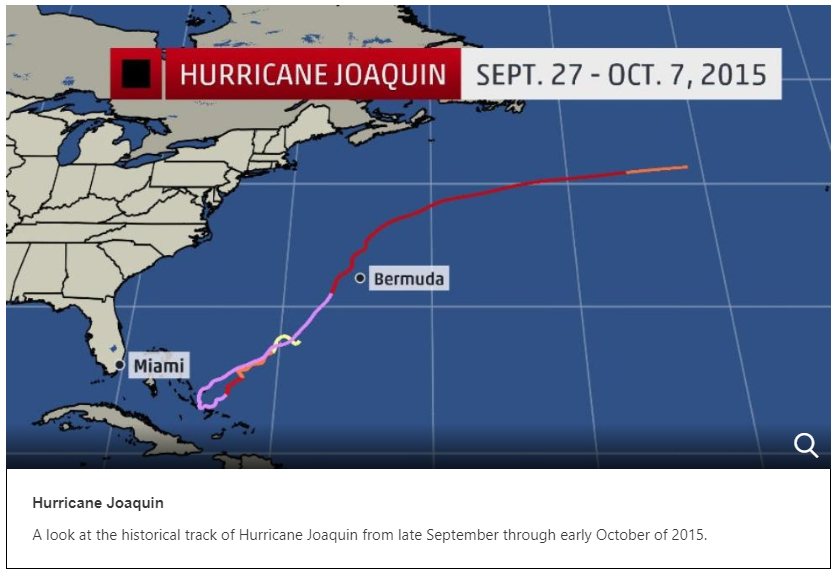 HURRICANE JOAQUIN SEPT. 27 - OCT. 7, 2015
Bermuda
Miami
Hurricane Joaquin
A look at the historical track of Hurricane Joaquin from late September through early October of 2015.